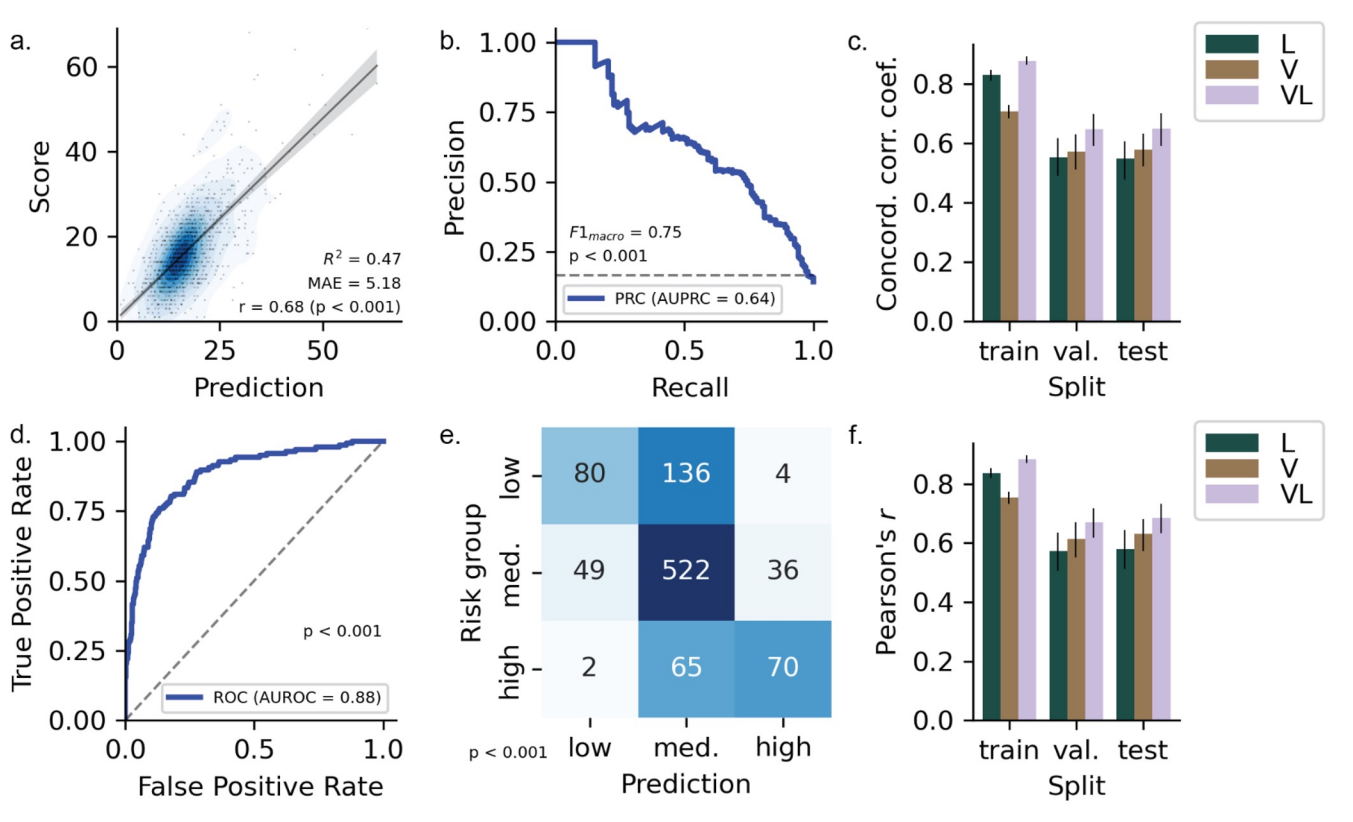 a.
60
40
20
0
Score
R² = 0.47
MAE = 5.18
r = 0.68 (p < 0.001)
0 25 50
Prediction
b.
1.00
0.75
0.50
0.25
0.00
Precision
F1macro = 0.75
p < 0.001
PRC (AUPRC = 0.64)
0.0 0.5 1.0
Recall
c.
0.8
0.6
0.4
0.2
0.0
Concord. corr. coef.
train val. test
Split
L
V
VL
d.
1.00
0.75
0.50
0.25
0.00
True Positive Rate
p < 0.001
ROC (AUROC = 0.88)
0.0 0.5 1.0
False Positive Rate
e.
Risk group
low
80 136 4
med.
49 522 36
high
2 65 70
p < 0.001
low med. high
Prediction
f.
0.8
0.6
0.4
0.2
0.0
Pearson's r
train val. test
Split
L
V
VL